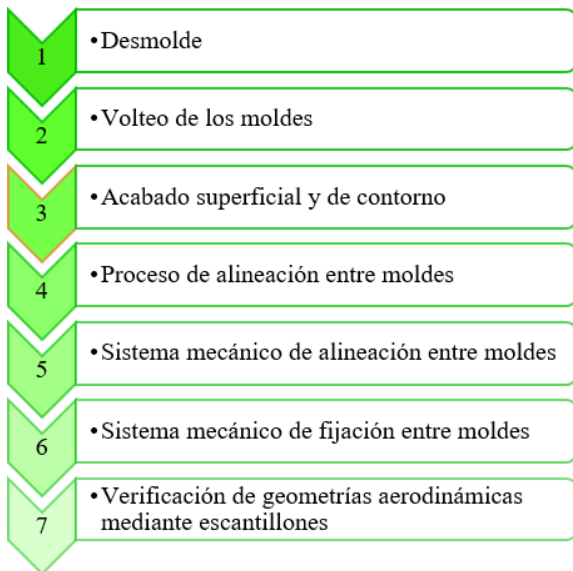 1
• Desmolde
2
• Volteo de los moldes
3
• Acabado superficial y de contorno
4
• Proceso de alineación entre moldes
5
• Sistema mecánico de alineación entre moldes
6
• Sistema mecánico de fijación entre moldes
7
• Verificación de geometrías aerodinámicas
mediante escantillones